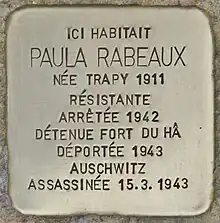 ICI HABITAIT
PAULA RABEAUX
NÉE TRAPY 1911
RÉSISTANTE
ARRÊTÉE 1942
DÉTENUE FORT DU HÂ
DÉPORTÉE 1943
AUSCHWITZ
ASSASSINÉE 15.3.1943